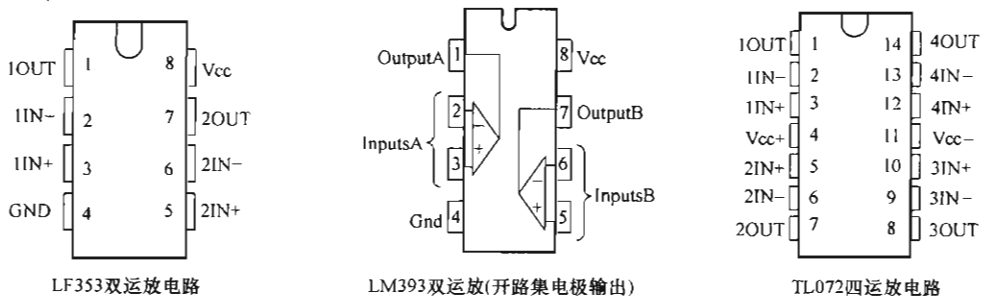 1OUT 1 8 Vcc
1IN− 2 7 2OUT
1IN+ 3 6 2IN−
GND 4 5 2IN+
LF353双运放电路
OutputA 1 8 Vcc
2 − 7 OutputB
InputsA
3 + − 6
InputsB
Gnd 4 + 5
LM393双运放(开路集电极输出)
1OUT 1 14 4OUT
1IN− 2 13 4IN−
1IN+ 3 12 4IN+
Vcc+ 4 11 Vcc−
2IN+ 5 10 3IN+
2IN− 6 9 3IN−
2OUT 7 8 3OUT
TL072四运放电路